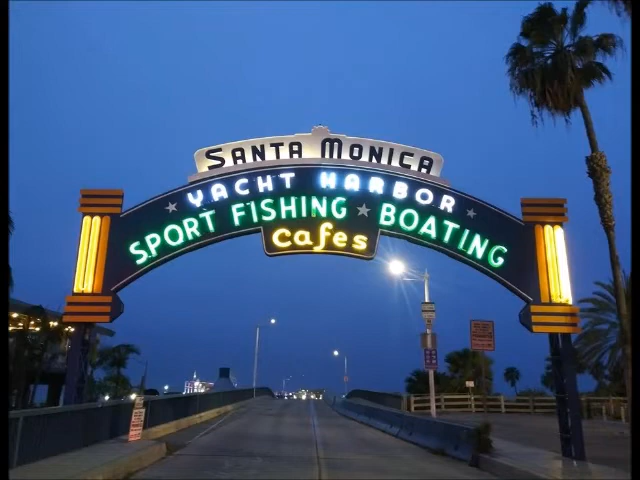 SANTA MONICA
YACHT HARBOR
SPORT FISHING ★ BOATING
Cafes